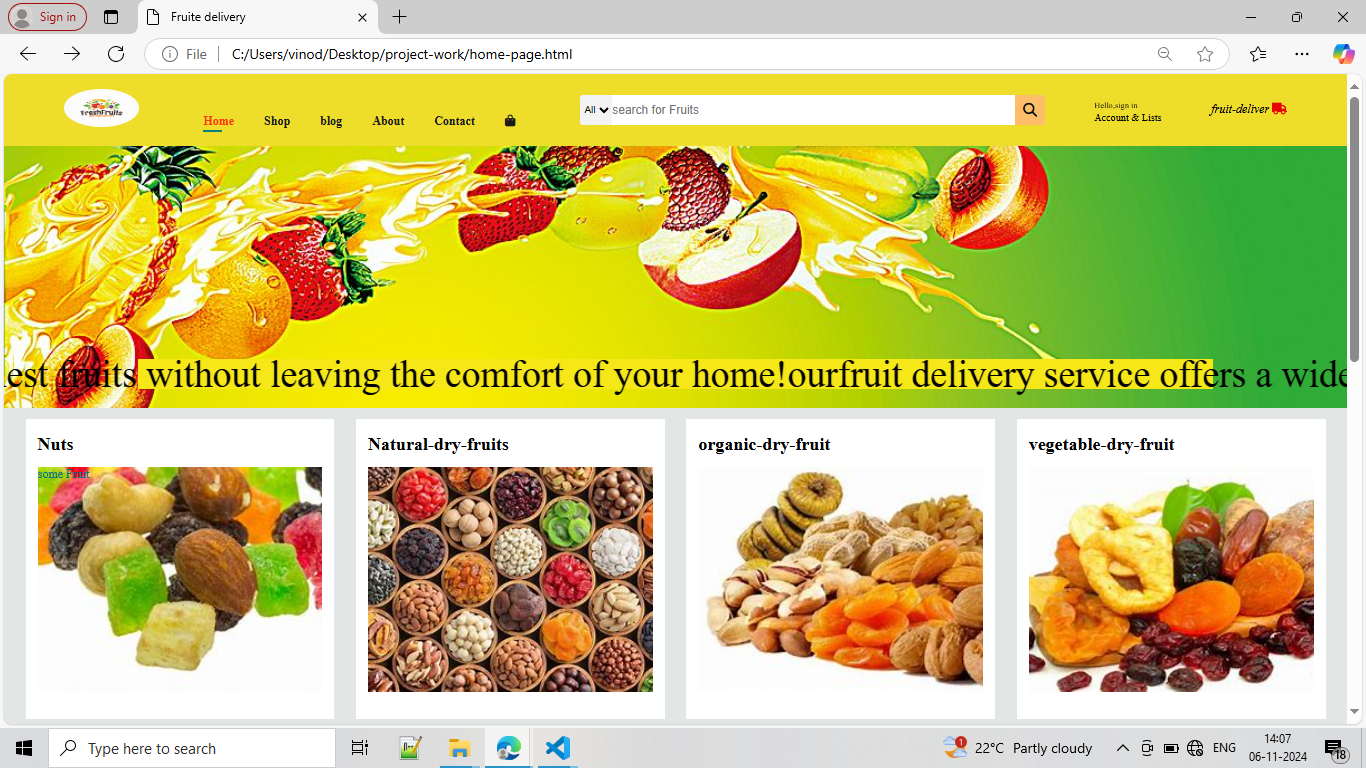 Sign in
Fruite delivery
File
C:/Users/vinod/Desktop/project-work/home-page.html
FreshFruits
Home
Shop
blog
About
Contact
All
search for Fruits
Hello,sign in
Account & Lists
fruit-deliver
est fruits without leaving the comfort of your home!ourfruit delivery service offers a wide
Nuts
Natural-dry-fruits
organic-dry-fruit
vegetable-dry-fruit
some Fruit
Type here to search
1
22°C Partly cloudy
ENG
14:07
06-11-2024
18